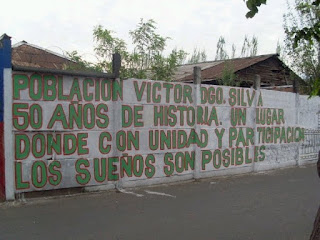 POBLACION VICTOR DGO. SILVA
50 AÑOS DE HISTORIA. UN LUGAR
DONDE CON UNIDAD Y PARTICIPACION
LOS SUEÑOS SON POSIBLES